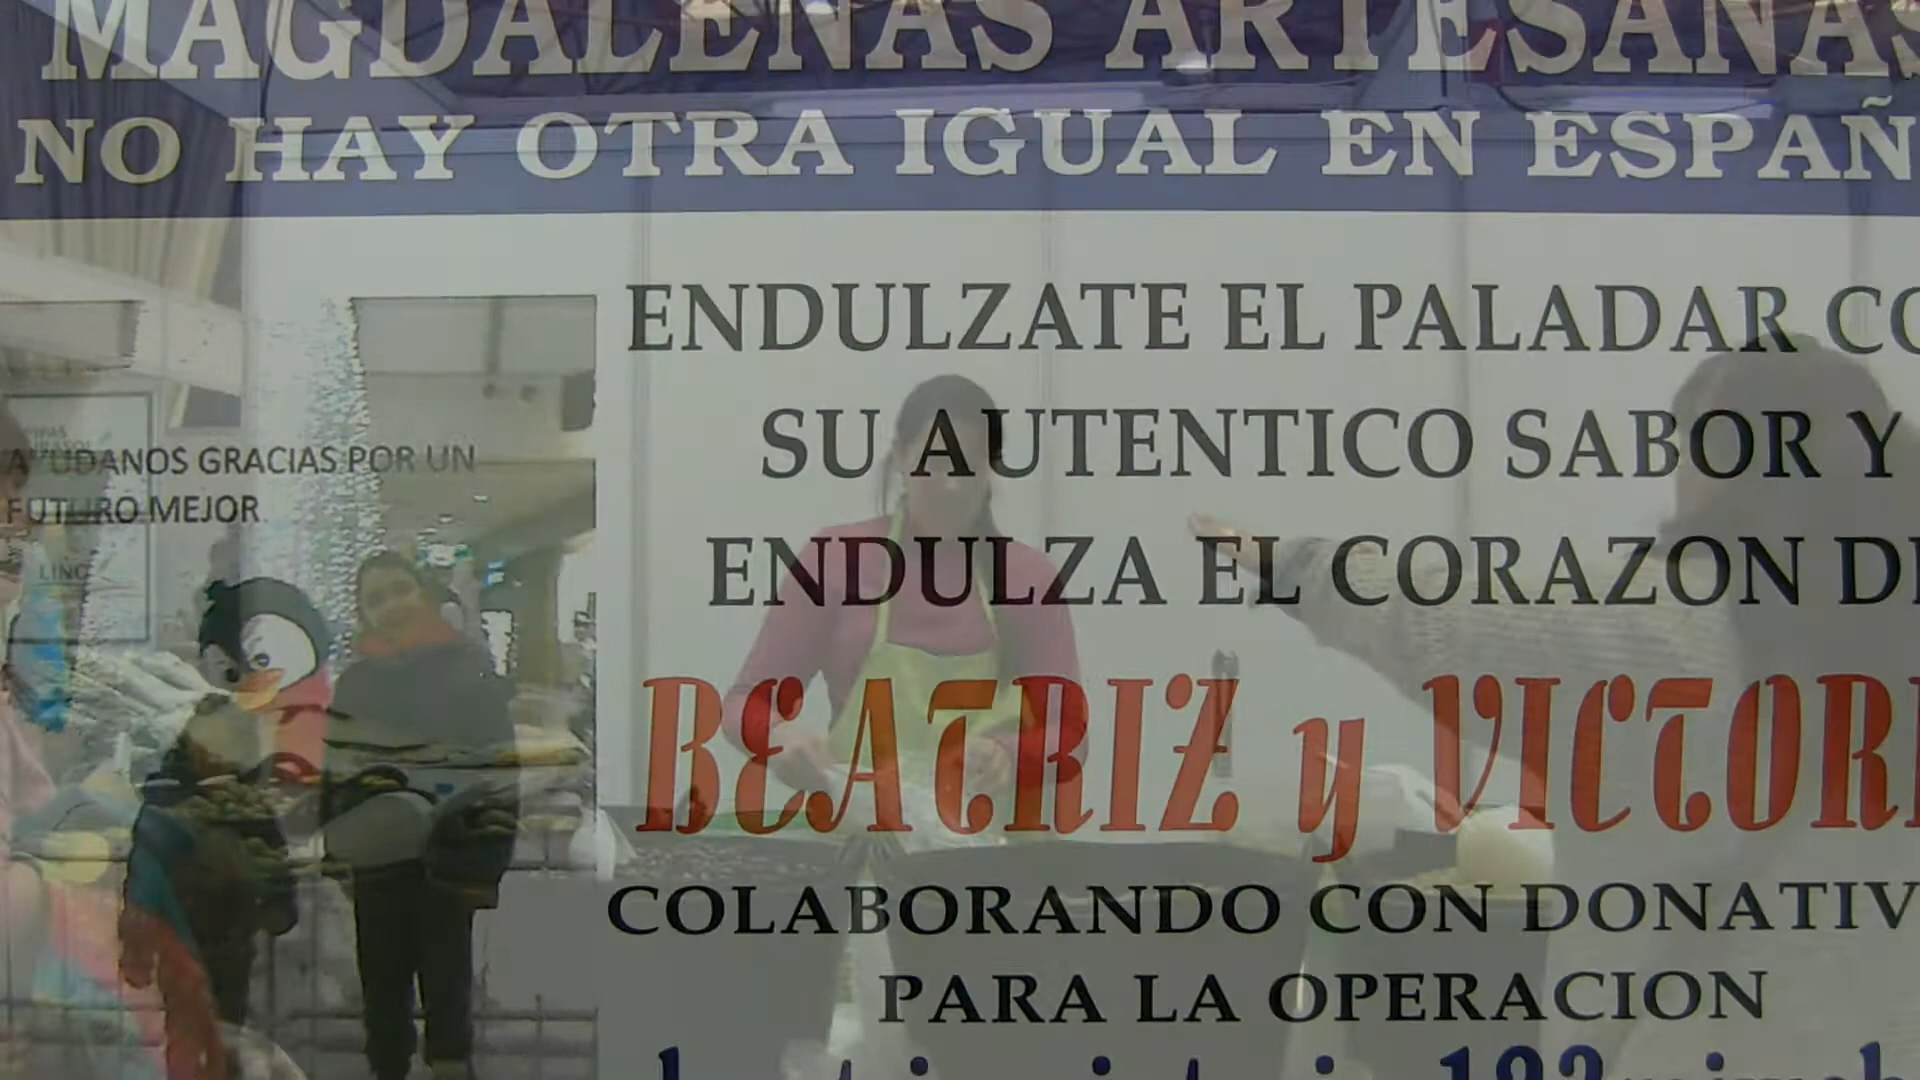 MAGDALENAS ARTESANAS
NO HAY OTRA IGUAL EN ESPAÑ
ENDULZATE EL PALADAR CO
SU AUTENTICO SABOR Y
ENDULZA EL CORAZON DE
BEATRIZ y VICTORI
COLABORANDO CON DONATIV
PARA LA OPERACION
AYUDANOS GRACIAS POR UN
FUTURO MEJOR.